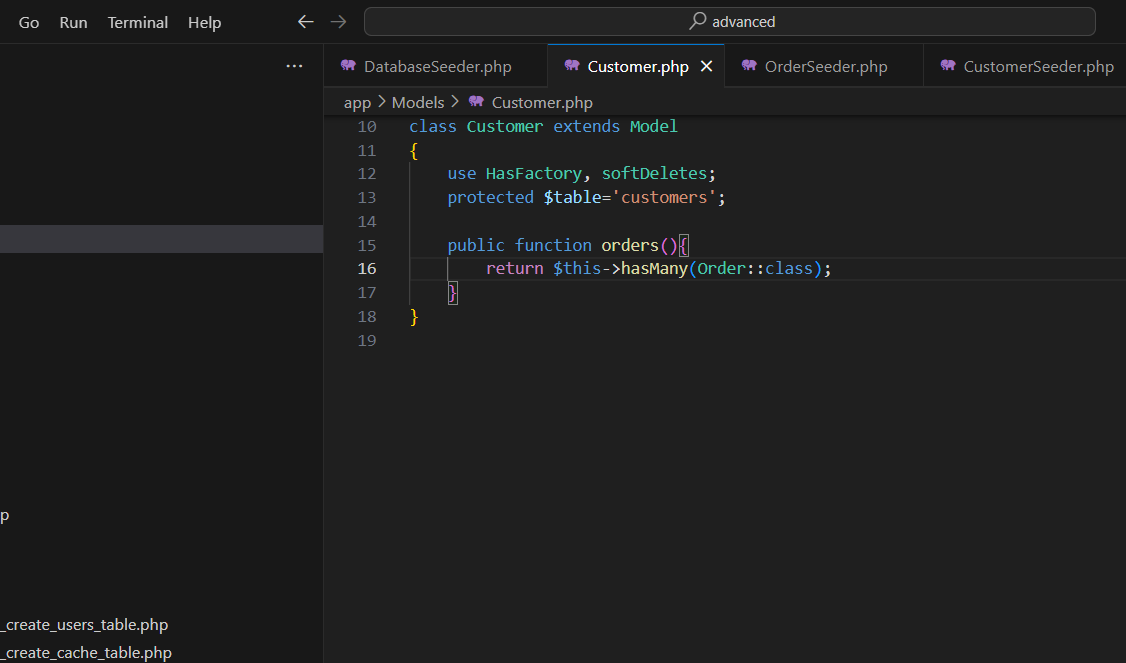 Go Run Terminal Help advanced
DatabaseSeeder.php Customer.php OrderSeeder.php CustomerSeeder.php
app > Models > Customer.php
10 class Customer extends Model
11 {
12 use HasFactory, softDeletes;
13 protected $table='customers';
14
15 public function orders(){
16 return $this->hasMany(Order::class);
17 }
18 }
19
p
_create_users_table.php
_create_cache_table.php